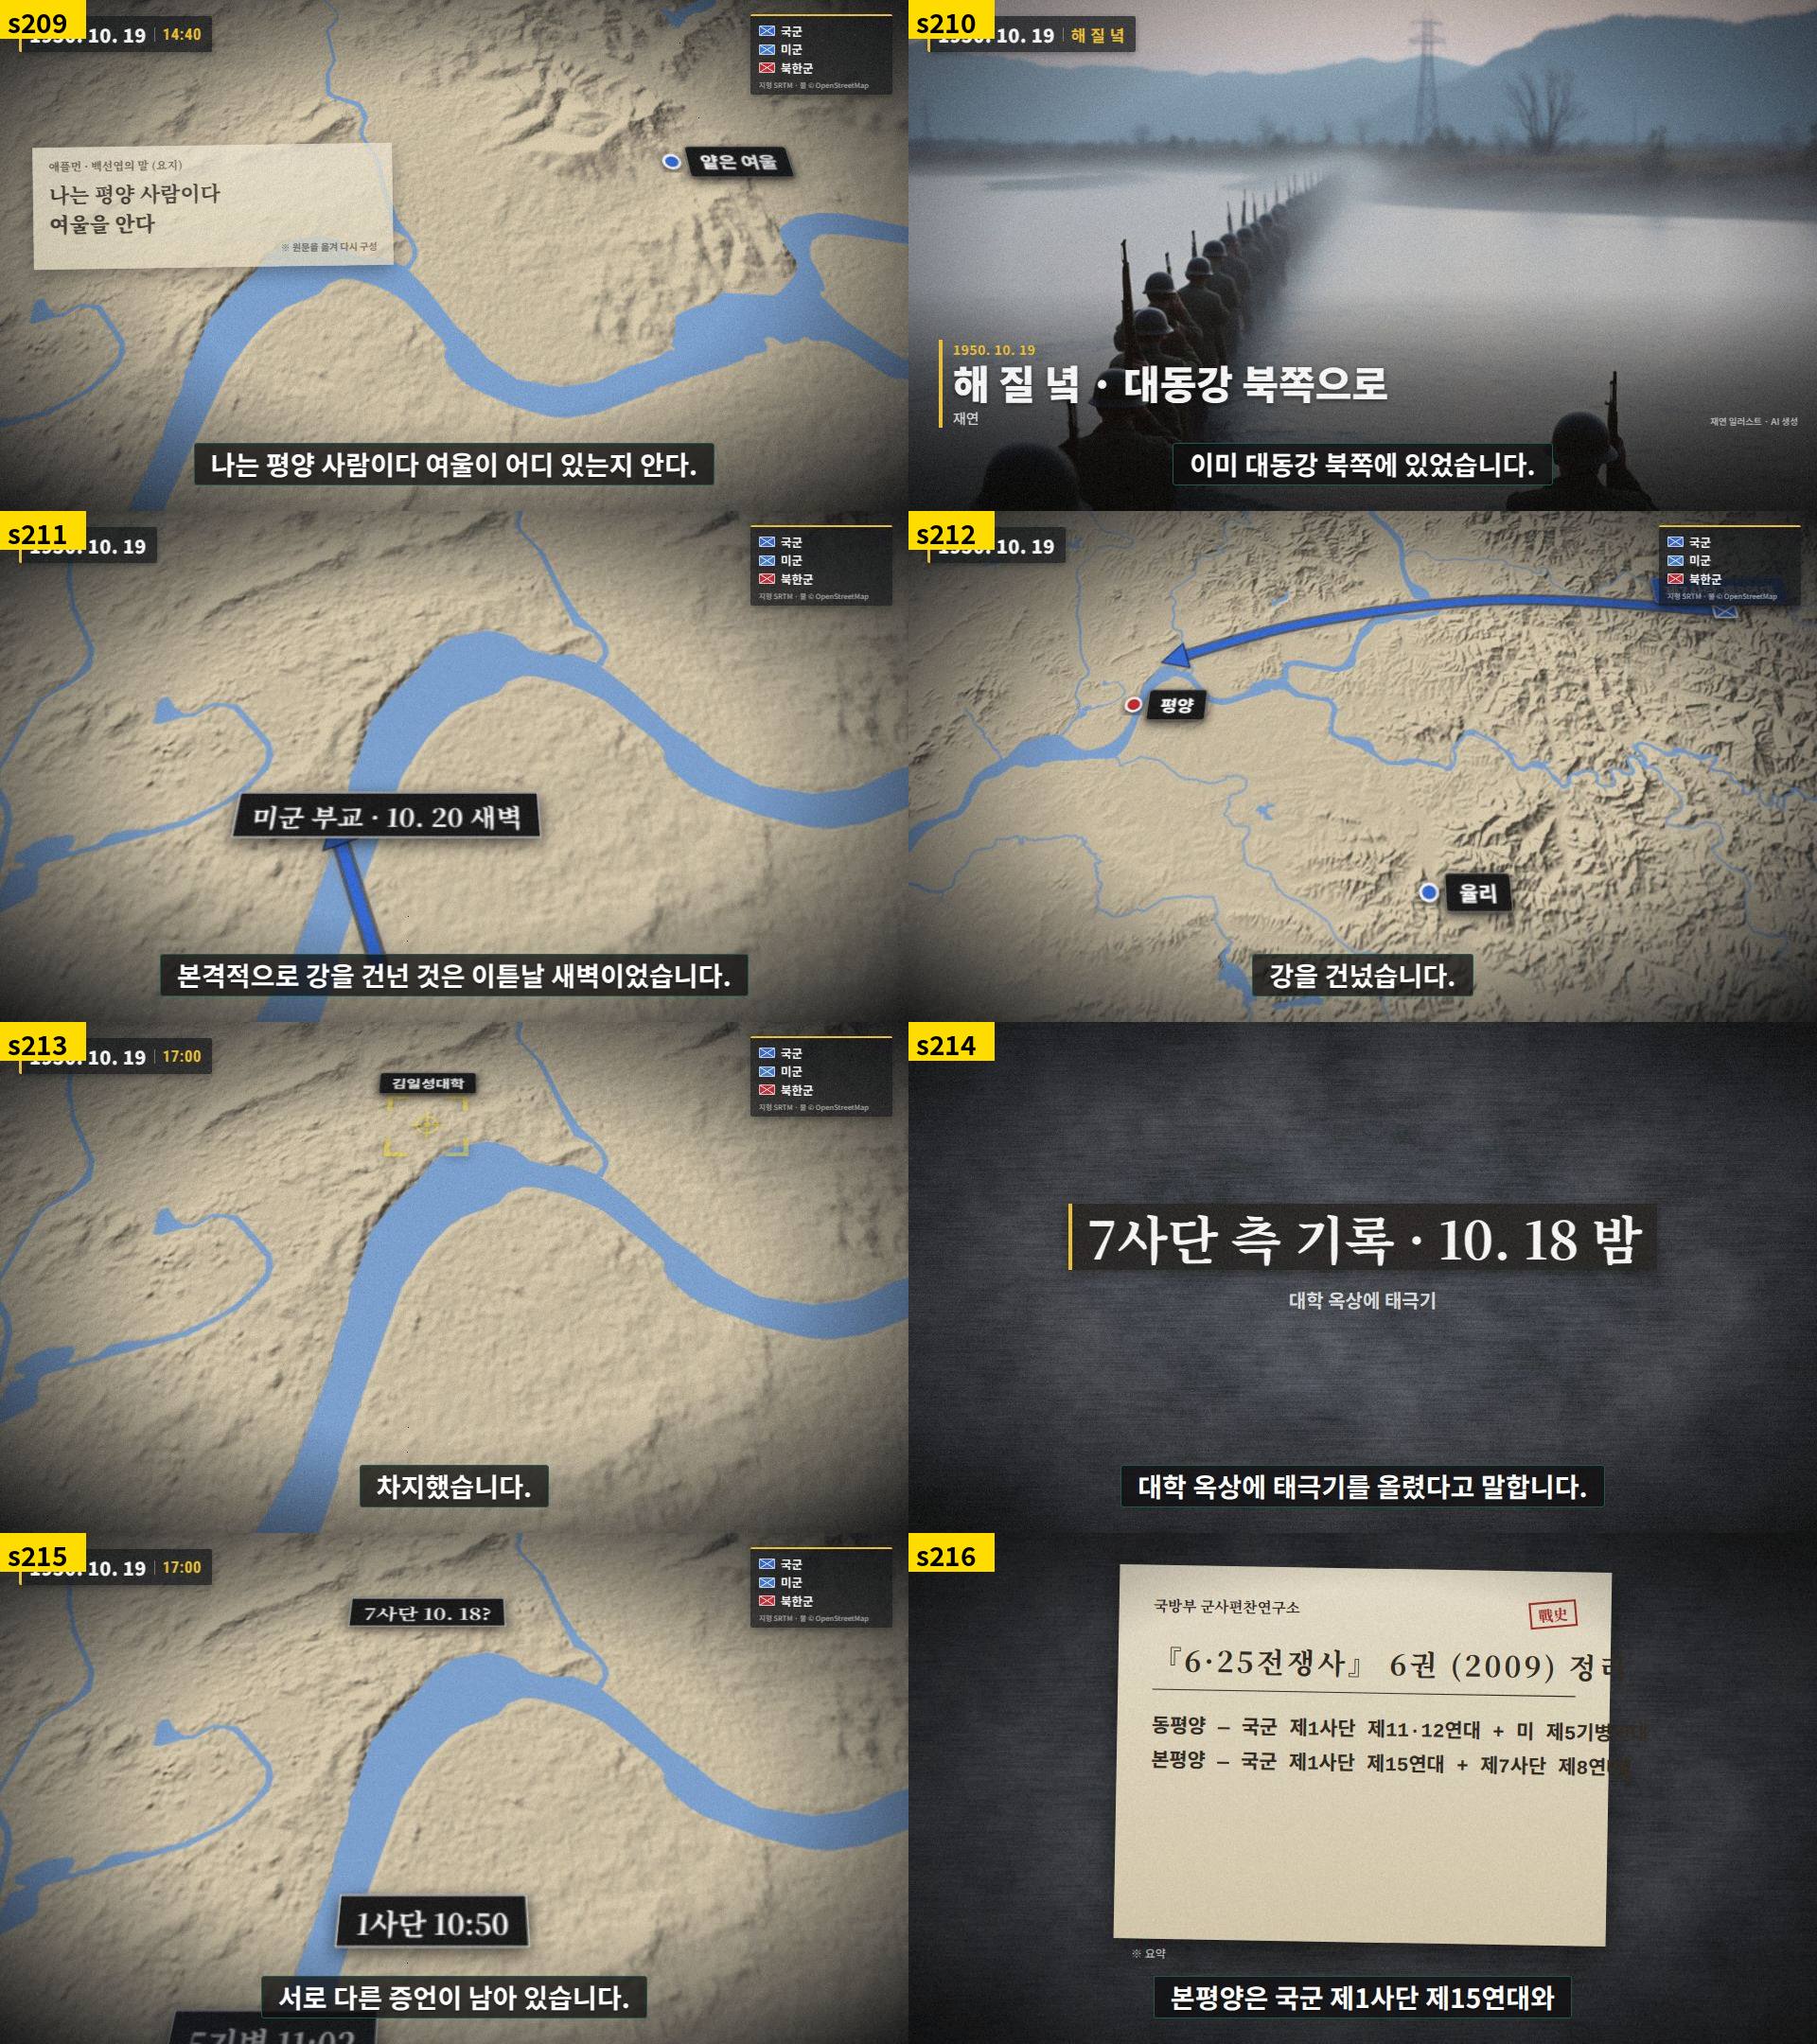 s209
10. 19 14:40
국군
미군
북한군
지형 SRTM · 물 © OpenStreetMap
애플먼 · 백선엽의 말 (요지)
나는 평양 사람이다
여울을 안다
※ 원문을 옮겨 다시 구성
얕은 여울
나는 평양 사람이다 여울이 어디 있는지 안다.
s210
10. 19 해 질 녘
1950. 10. 19
해 질 녘 · 대동강 북쪽으로
재연
재연 일러스트 · AI 생성
이미 대동강 북쪽에 있었습니다.
s211
10. 19
국군
미군
북한군
지형 SRTM · 물 © OpenStreetMap
미군 부교 · 10. 20 새벽
본격적으로 강을 건넌 것은 이튿날 새벽이었습니다.
s212
10. 19
국군
미군
북한군
지형 SRTM · 물 © OpenStreetMap
평양
율리
강을 건넜습니다.
s213
10. 19 17:00
국군
미군
북한군
지형 SRTM · 물 © OpenStreetMap
김일성대학
차지했습니다.
s214
7사단 측 기록 · 10. 18 밤
대학 옥상에 태극기
대학 옥상에 태극기를 올렸다고 말합니다.
s215
10. 19 17:00
국군
미군
북한군
지형 SRTM · 물 © OpenStreetMap
7사단 10. 18?
1사단 10:50
서로 다른 증언이 남아 있습니다.
5기병 11:02
s216
국방부 군사편찬연구소
戰史
『6·25전쟁사』 6권 (2009)
동평양 — 국군 제1사단 제11·12연대 + 미
본평양 — 국군 제1사단 제15연대 + 제7사단
※ 요약
본평양은 국군 제1사단 제15연대와